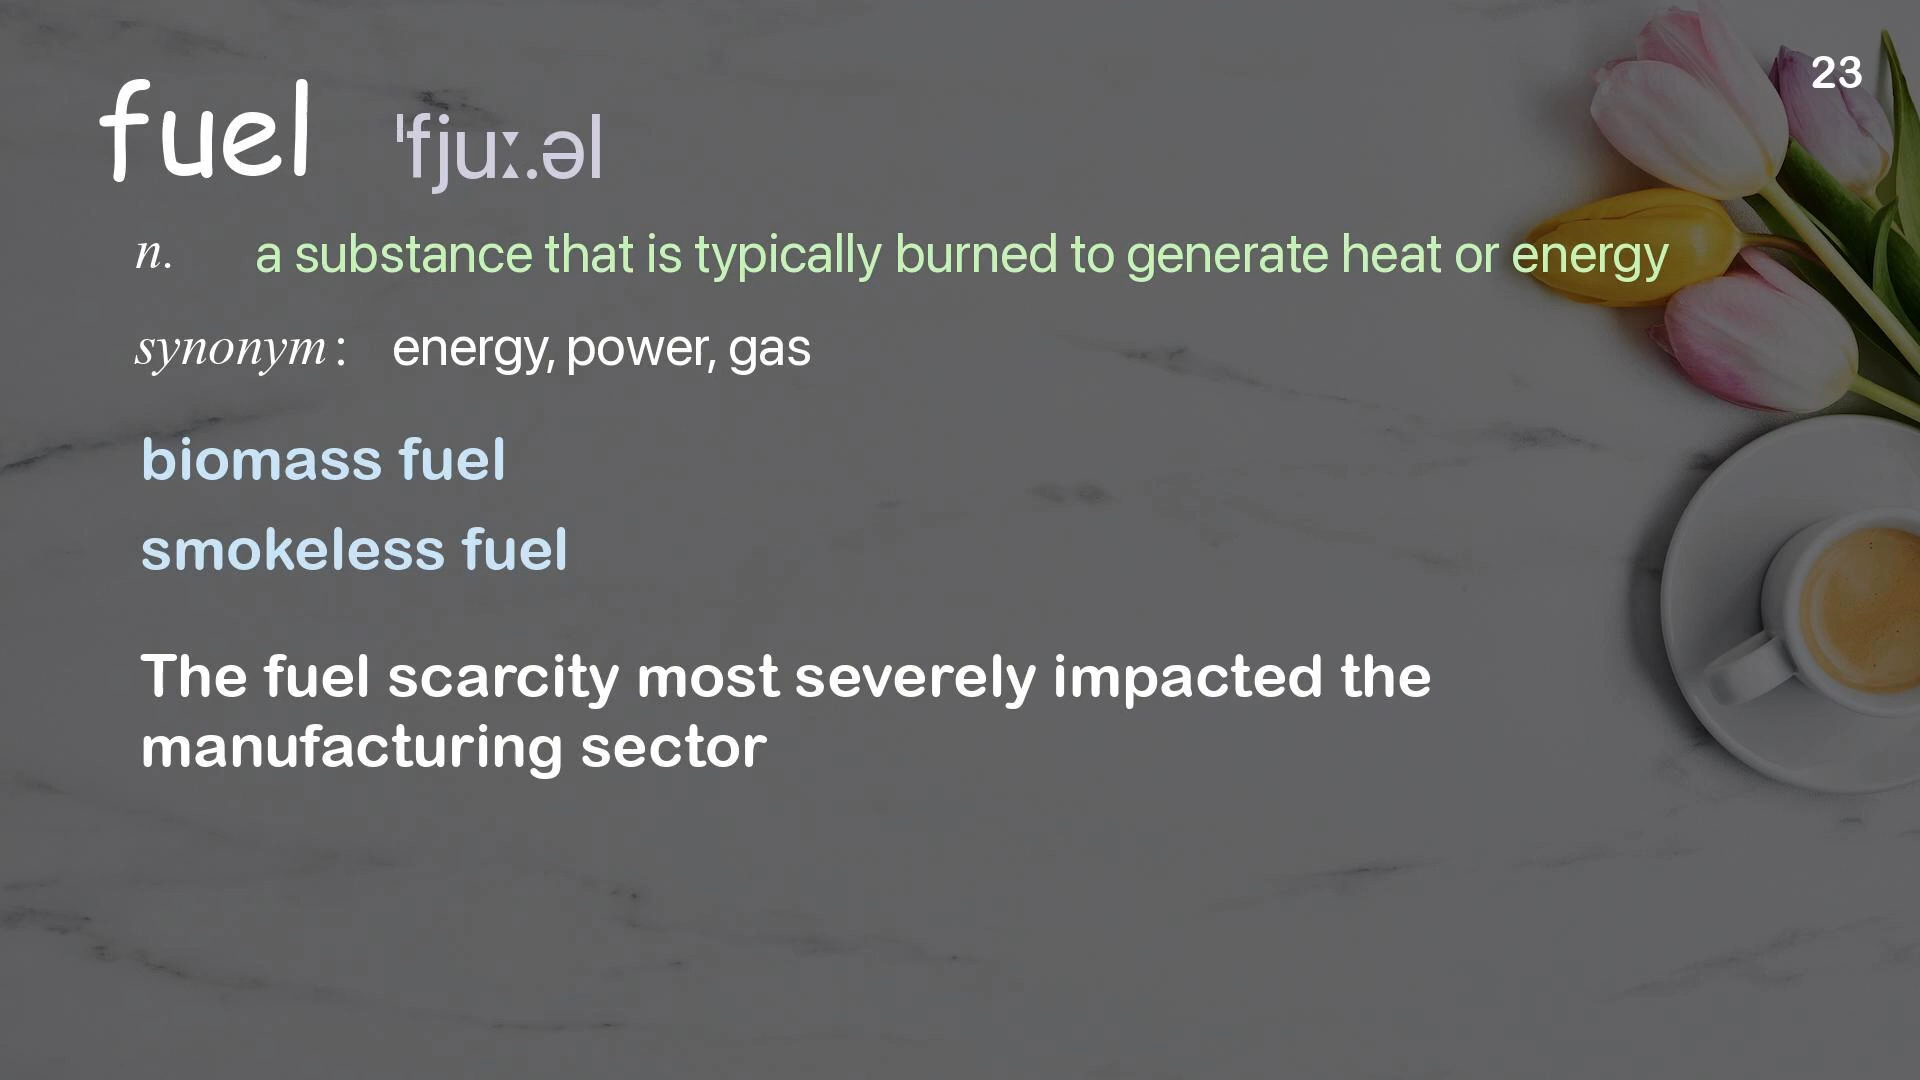 23
fuel ˈfjuː.əl
n. a substance that is typically burned to generate heat or energy
synonym: energy, power, gas
biomass fuel
smokeless fuel
The fuel scarcity most severely impacted the
manufacturing sector